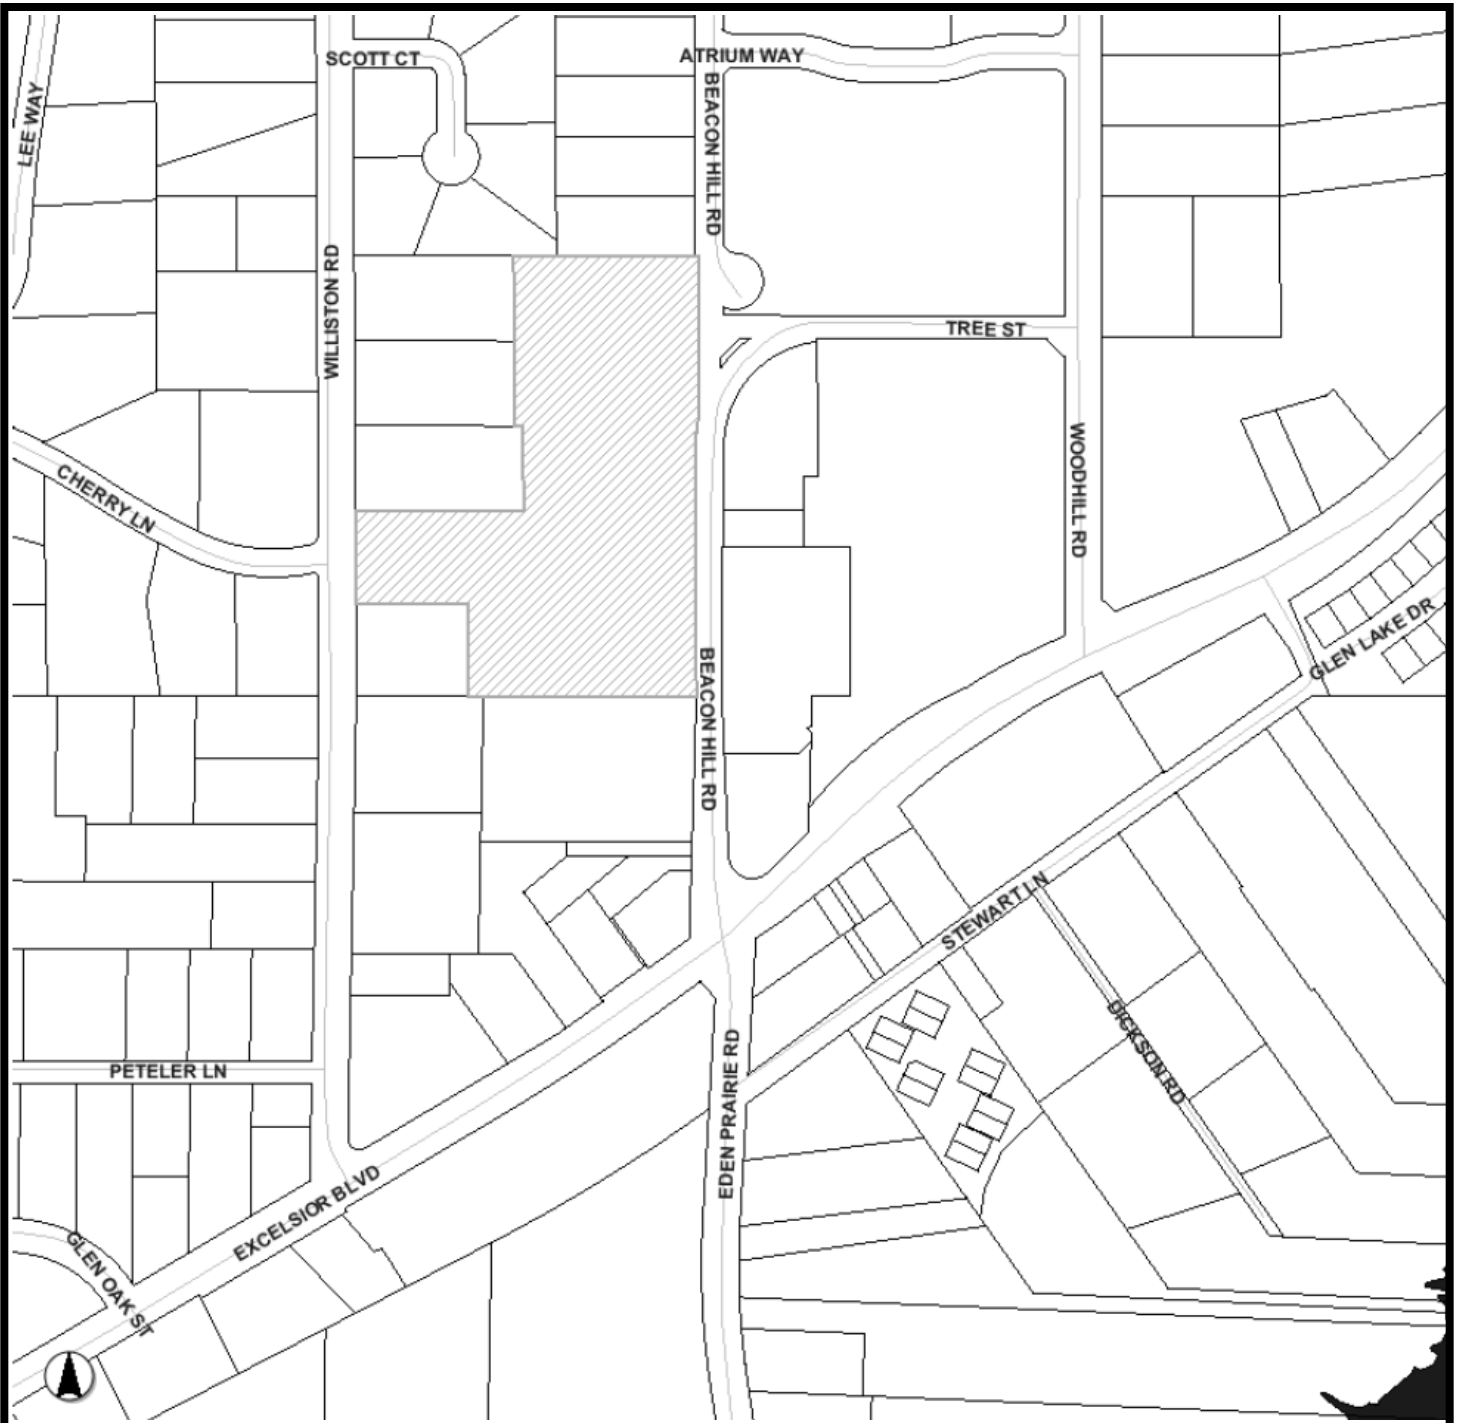 SCOTT CT
ATRIUM WAY
LEE WAY
BEACON HILL RD
WILLISTON RD
TREE ST
CHERRY LN
WOODHILL RD
GLEN LAKE DR
BEACON HILL RD
STEWART LN
DICKSON RD
PETELER LN
EDEN PRAIRIE RD
EXCELSIOR BLVD
GLEN OAK ST